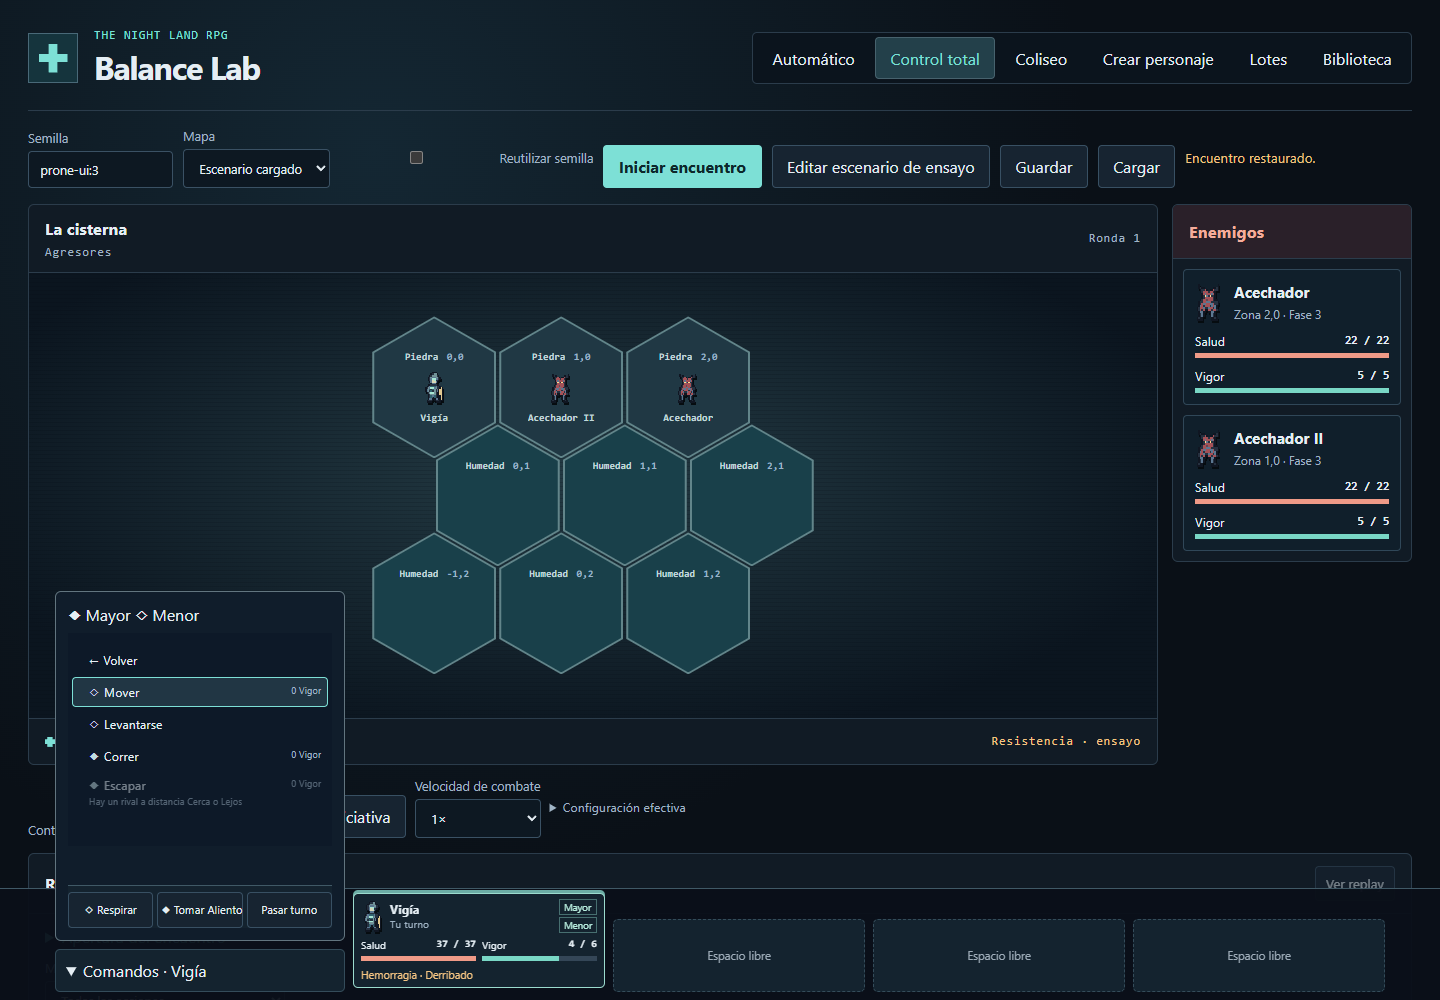 THE NIGHT LAND RPG
Balance Lab
Automático
Control total
Coliseo
Crear personaje
Lotes
Biblioteca
Semilla
prone-ui:3
Mapa
Escenario cargado
Reutilizar semilla
Iniciar encuentro
Editar escenario de ensayo
Guardar
Cargar
Encuentro restaurado.
La cisterna
Agresores
Ronda 1
Piedra 0,0
Vigía
Piedra 1,0
Acechador II
Piedra 2,0
Acechador
Humedad 0,1
Humedad 1,1
Humedad 2,1
Humedad -1,2
Humedad 0,2
Humedad 1,2
Resistencia · ensayo
Enemigos
Acechador
Zona 2,0 · Fase 3
Salud 22 / 22
Vigor 5 / 5
Acechador II
Zona 1,0 · Fase 3
Salud 22 / 22
Vigor 5 / 5
◆ Mayor ◇ Menor
← Volver
◇ Mover 0 Vigor
◇ Levantarse
◆ Correr 0 Vigor
◆ Escapar 0 Vigor
Hay un rival a distancia Cerca o Lejos
◇ Respirar
◆ Tomar Aliento
Pasar turno
▼ Comandos · Vigía
Cont
ciativa
Velocidad de combate
1×
▶ Configuración efectiva
R
Ver replay
Vigía
Tu turno
Mayor
Menor
Salud 37 / 37 Vigor 4 / 6
Hemorragia · Derribado
Espacio libre
Espacio libre
Espacio libre